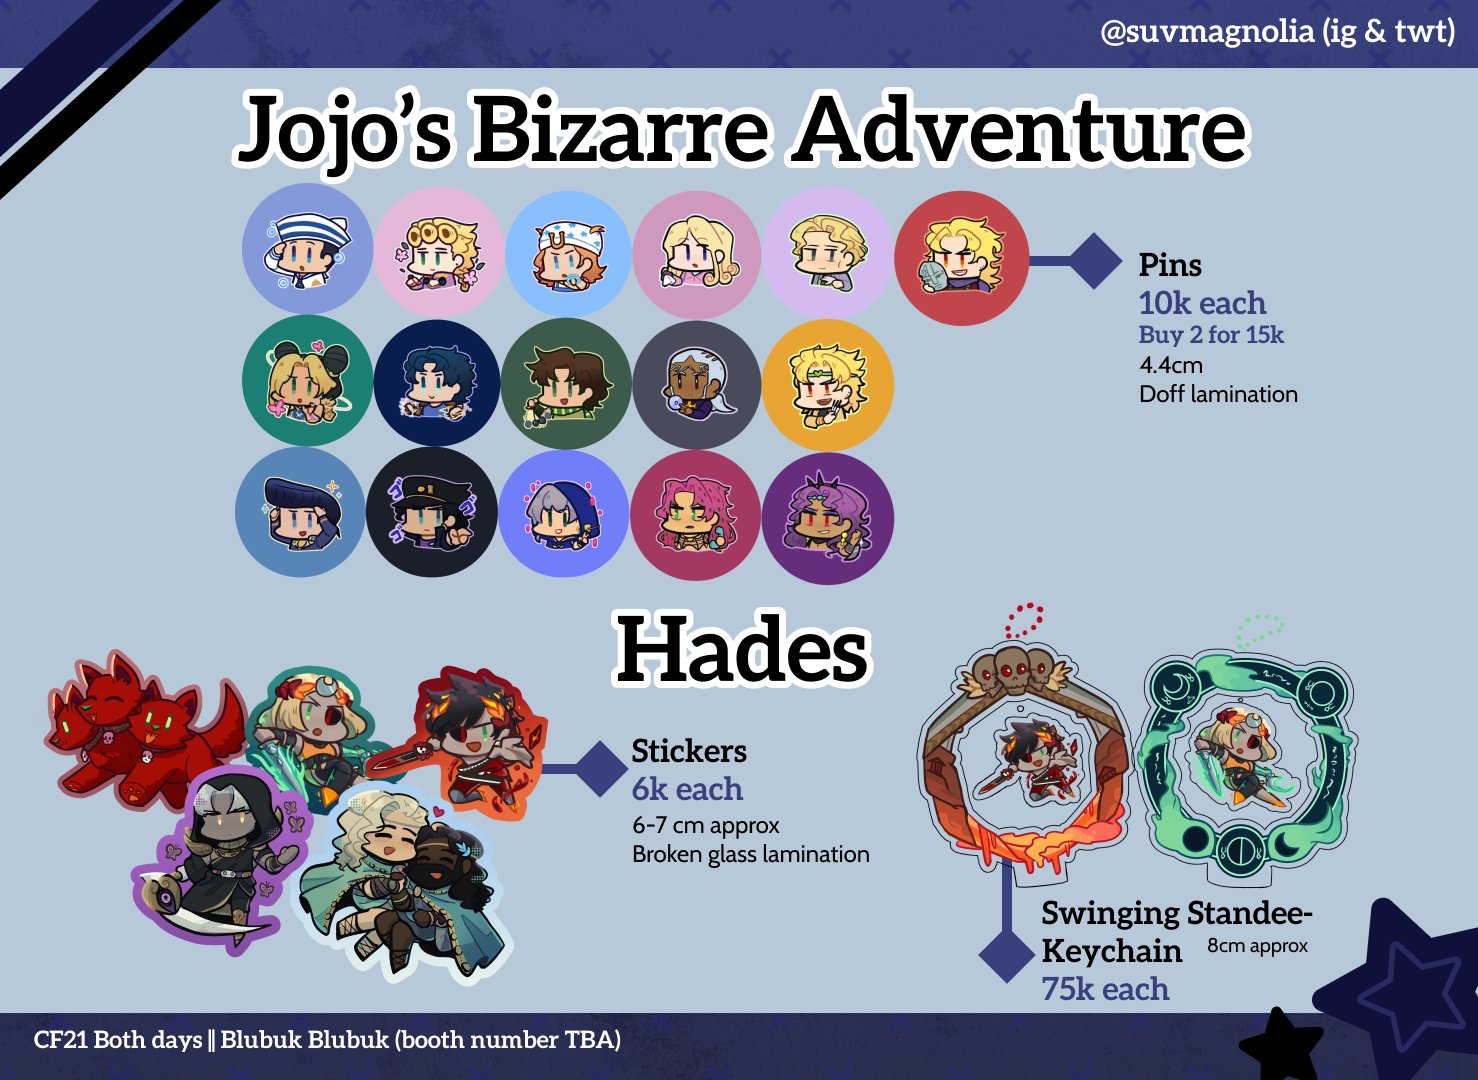 @suvmagnolia (ig & twt)
Jojo's Bizarre Adventure
Pins
10k each
Buy 2 for 15k
4.4cm
Doff lamination
Hades
Stickers
6k each
6-7 cm approx
Broken glass lamination
Swinging Standee-
Keychain 8cm approx
75k each
CF21 Both days || Blubuk Blubuk (booth number TBA)